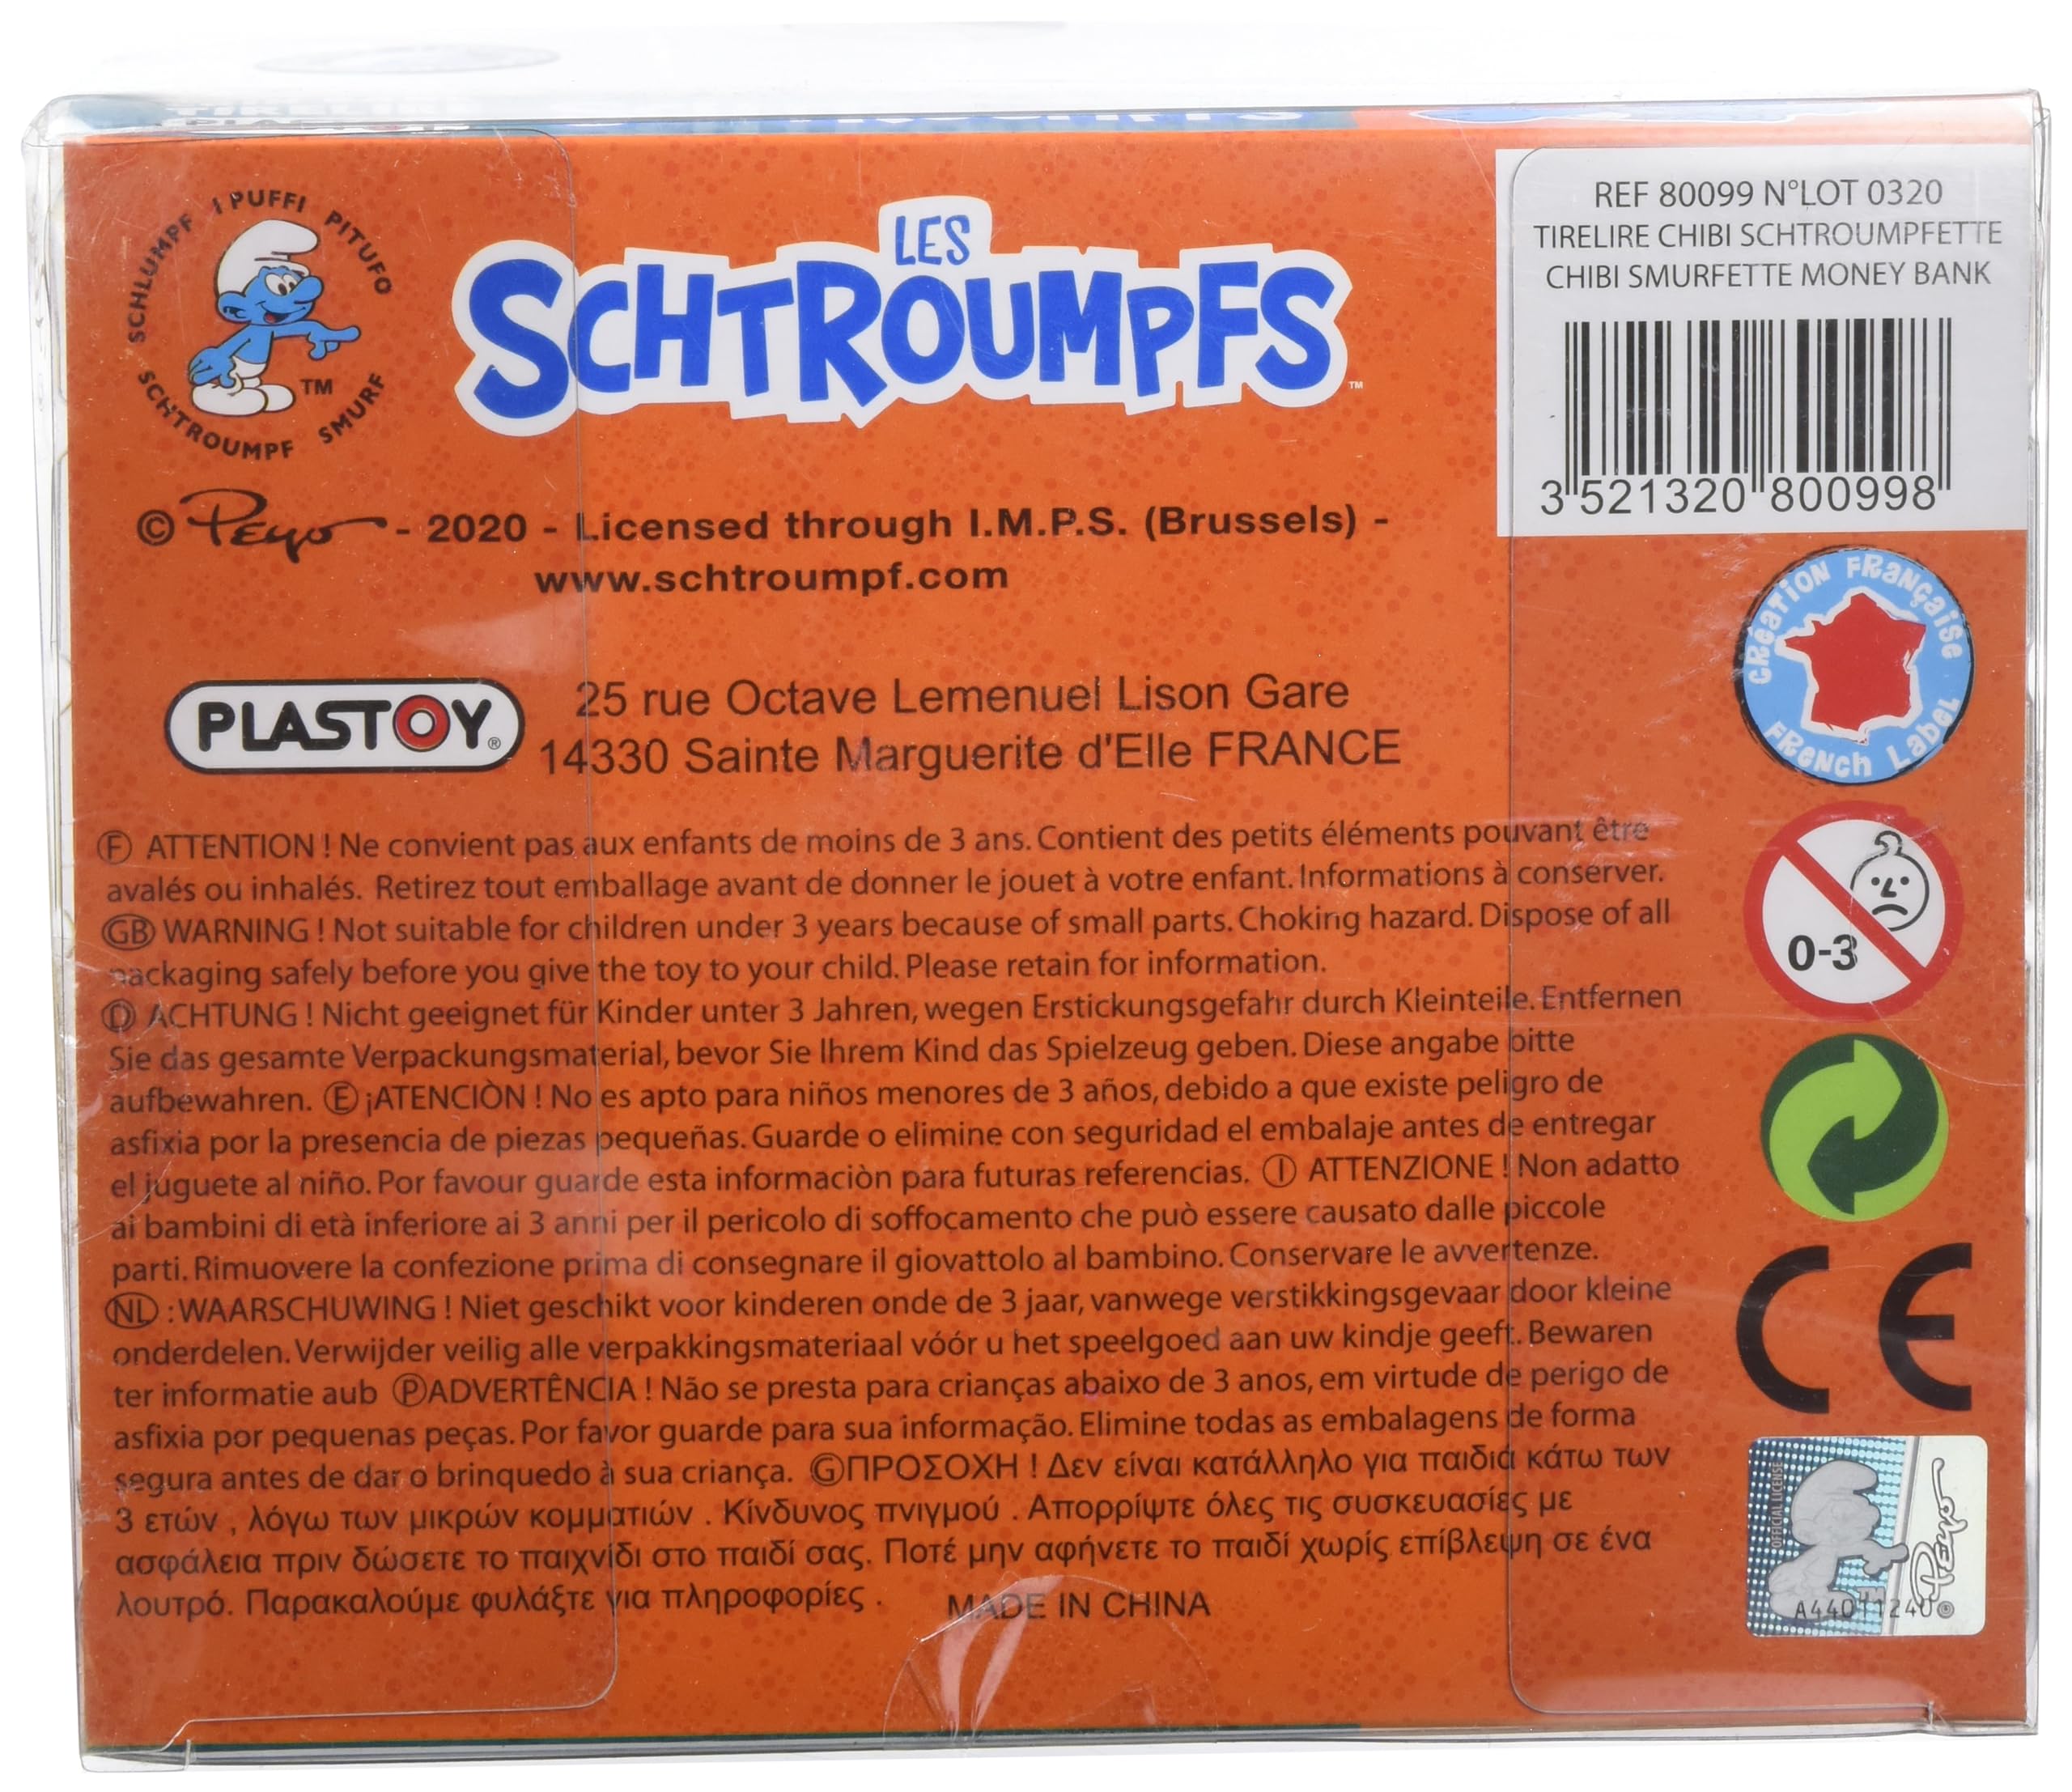 SCHLUMPF I PUFFI PITUFO
SCHTROUMPF SMURF
TM
LES
SCHTROUMPFS
TM
REF 80099 N°LOT 0320
TIRELIRE CHIBI SCHTROUMPFETTE
CHIBI SMURFETTE MONEY BANK
3 521320 800998
© Peyo - 2020 - Licensed through I.M.P.S. (Brussels) -
www.schtroumpf.com
CRéATION FRANçAISE
FRENCH LABEL
PLASTOY®
25 rue Octave Lemenuel Lison Gare
14330 Sainte Marguerite d'Elle FRANCE
Ⓕ ATTENTION ! Ne convient pas aux enfants de moins de 3 ans. Contient des petits éléments pouvant être
avalés ou inhalés. Retirez tout emballage avant de donner le jouet à votre enfant. Informations à conserver.
GB WARNING ! Not suitable for children under 3 years because of small parts. Choking hazard. Dispose of all
packaging safely before you give the toy to your child. Please retain for information.
Ⓓ ACHTUNG ! Nicht geeignet für Kinder unter 3 Jahren, wegen Erstickungsgefahr durch Kleinteile. Entfernen
Sie das gesamte Verpackungsmaterial, bevor Sie Ihrem Kind das Spielzeug geben. Diese angabe bitte
aufbewahren. Ⓔ ¡ATENCIÒN ! No es apto para niños menores de 3 años, debido a que existe peligro de
asfixia por la presencia de piezas pequeñas. Guarde o elimine con seguridad el embalaje antes de entregar
el juguete al niño. Por favour guarde esta informaciòn para futuras referencias. Ⓘ ATTENZIONE ! Non adatto
ai bambini di età inferiore ai 3 anni per il pericolo di soffocamento che può essere causato dalle piccole
parti. Rimuovere la confezione prima di consegnare il giovattolo al bambino. Conservare le avvertenze.
NL : WAARSCHUWING ! Niet geschikt voor kinderen onde de 3 jaar, vanwege verstikkingsgevaar door kleine
onderdelen. Verwijder veilig alle verpakkingsmateriaal vóór u het speelgoed aan uw kindje geeft. Bewaren
ter informatie aub ⓅADVERTÊNCIA ! Não se presta para crianças abaixo de 3 anos, em virtude de perigo de
asfixia por pequenas peças. Por favor guarde para sua informação. Elimine todas as embalagens de forma
segura antes de dar o brinquedo à sua criança. ⒼΠΡΟΣΟΧΗ ! Δεν είναι κατάλληλο για παιδιά κάτω των
3 ετών , λόγω των μικρών κομματιών . Κίνδυνος πνιγμού . Απορρίψτε όλες τις συσκευασίες με
ασφάλεια πριν δώσετε το παιχνίδι στο παιδί σας. Ποτέ μην αφήνετε το παιδί χωρίς επίβλεψη σε ένα
λουτρό. Παρακαλούμε φυλάξτε για πληροφορίες .
MADE IN CHINA
0-3
CE
OFFICIAL LICENSE
Peyo
TM
©